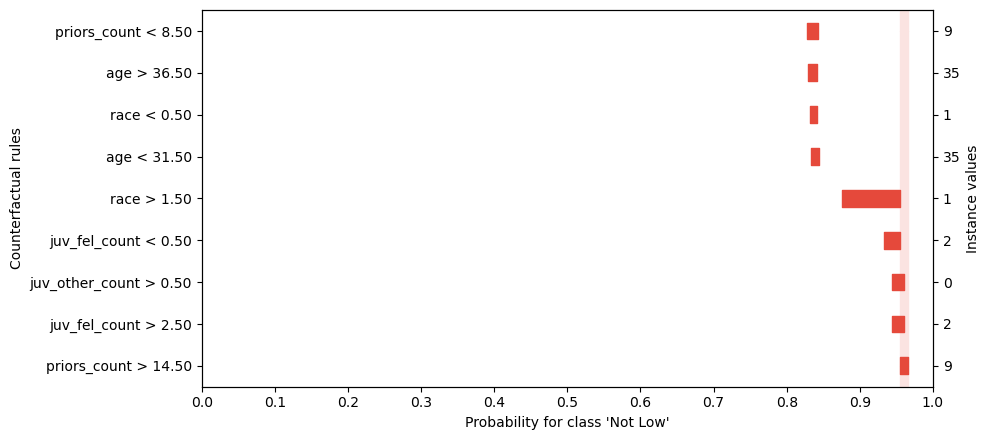 priors_count < 8.50 9
age > 36.50 35
race < 0.50 1
age < 31.50 35
race > 1.50 1
juv_fel_count < 0.50 2
juv_other_count > 0.50 0
juv_fel_count > 2.50 2
priors_count > 14.50 9
Counterfactual rules
Instance values
0.0 0.1 0.2 0.3 0.4 0.5 0.6 0.7 0.8 0.9 1.0
Probability for class 'Not Low'